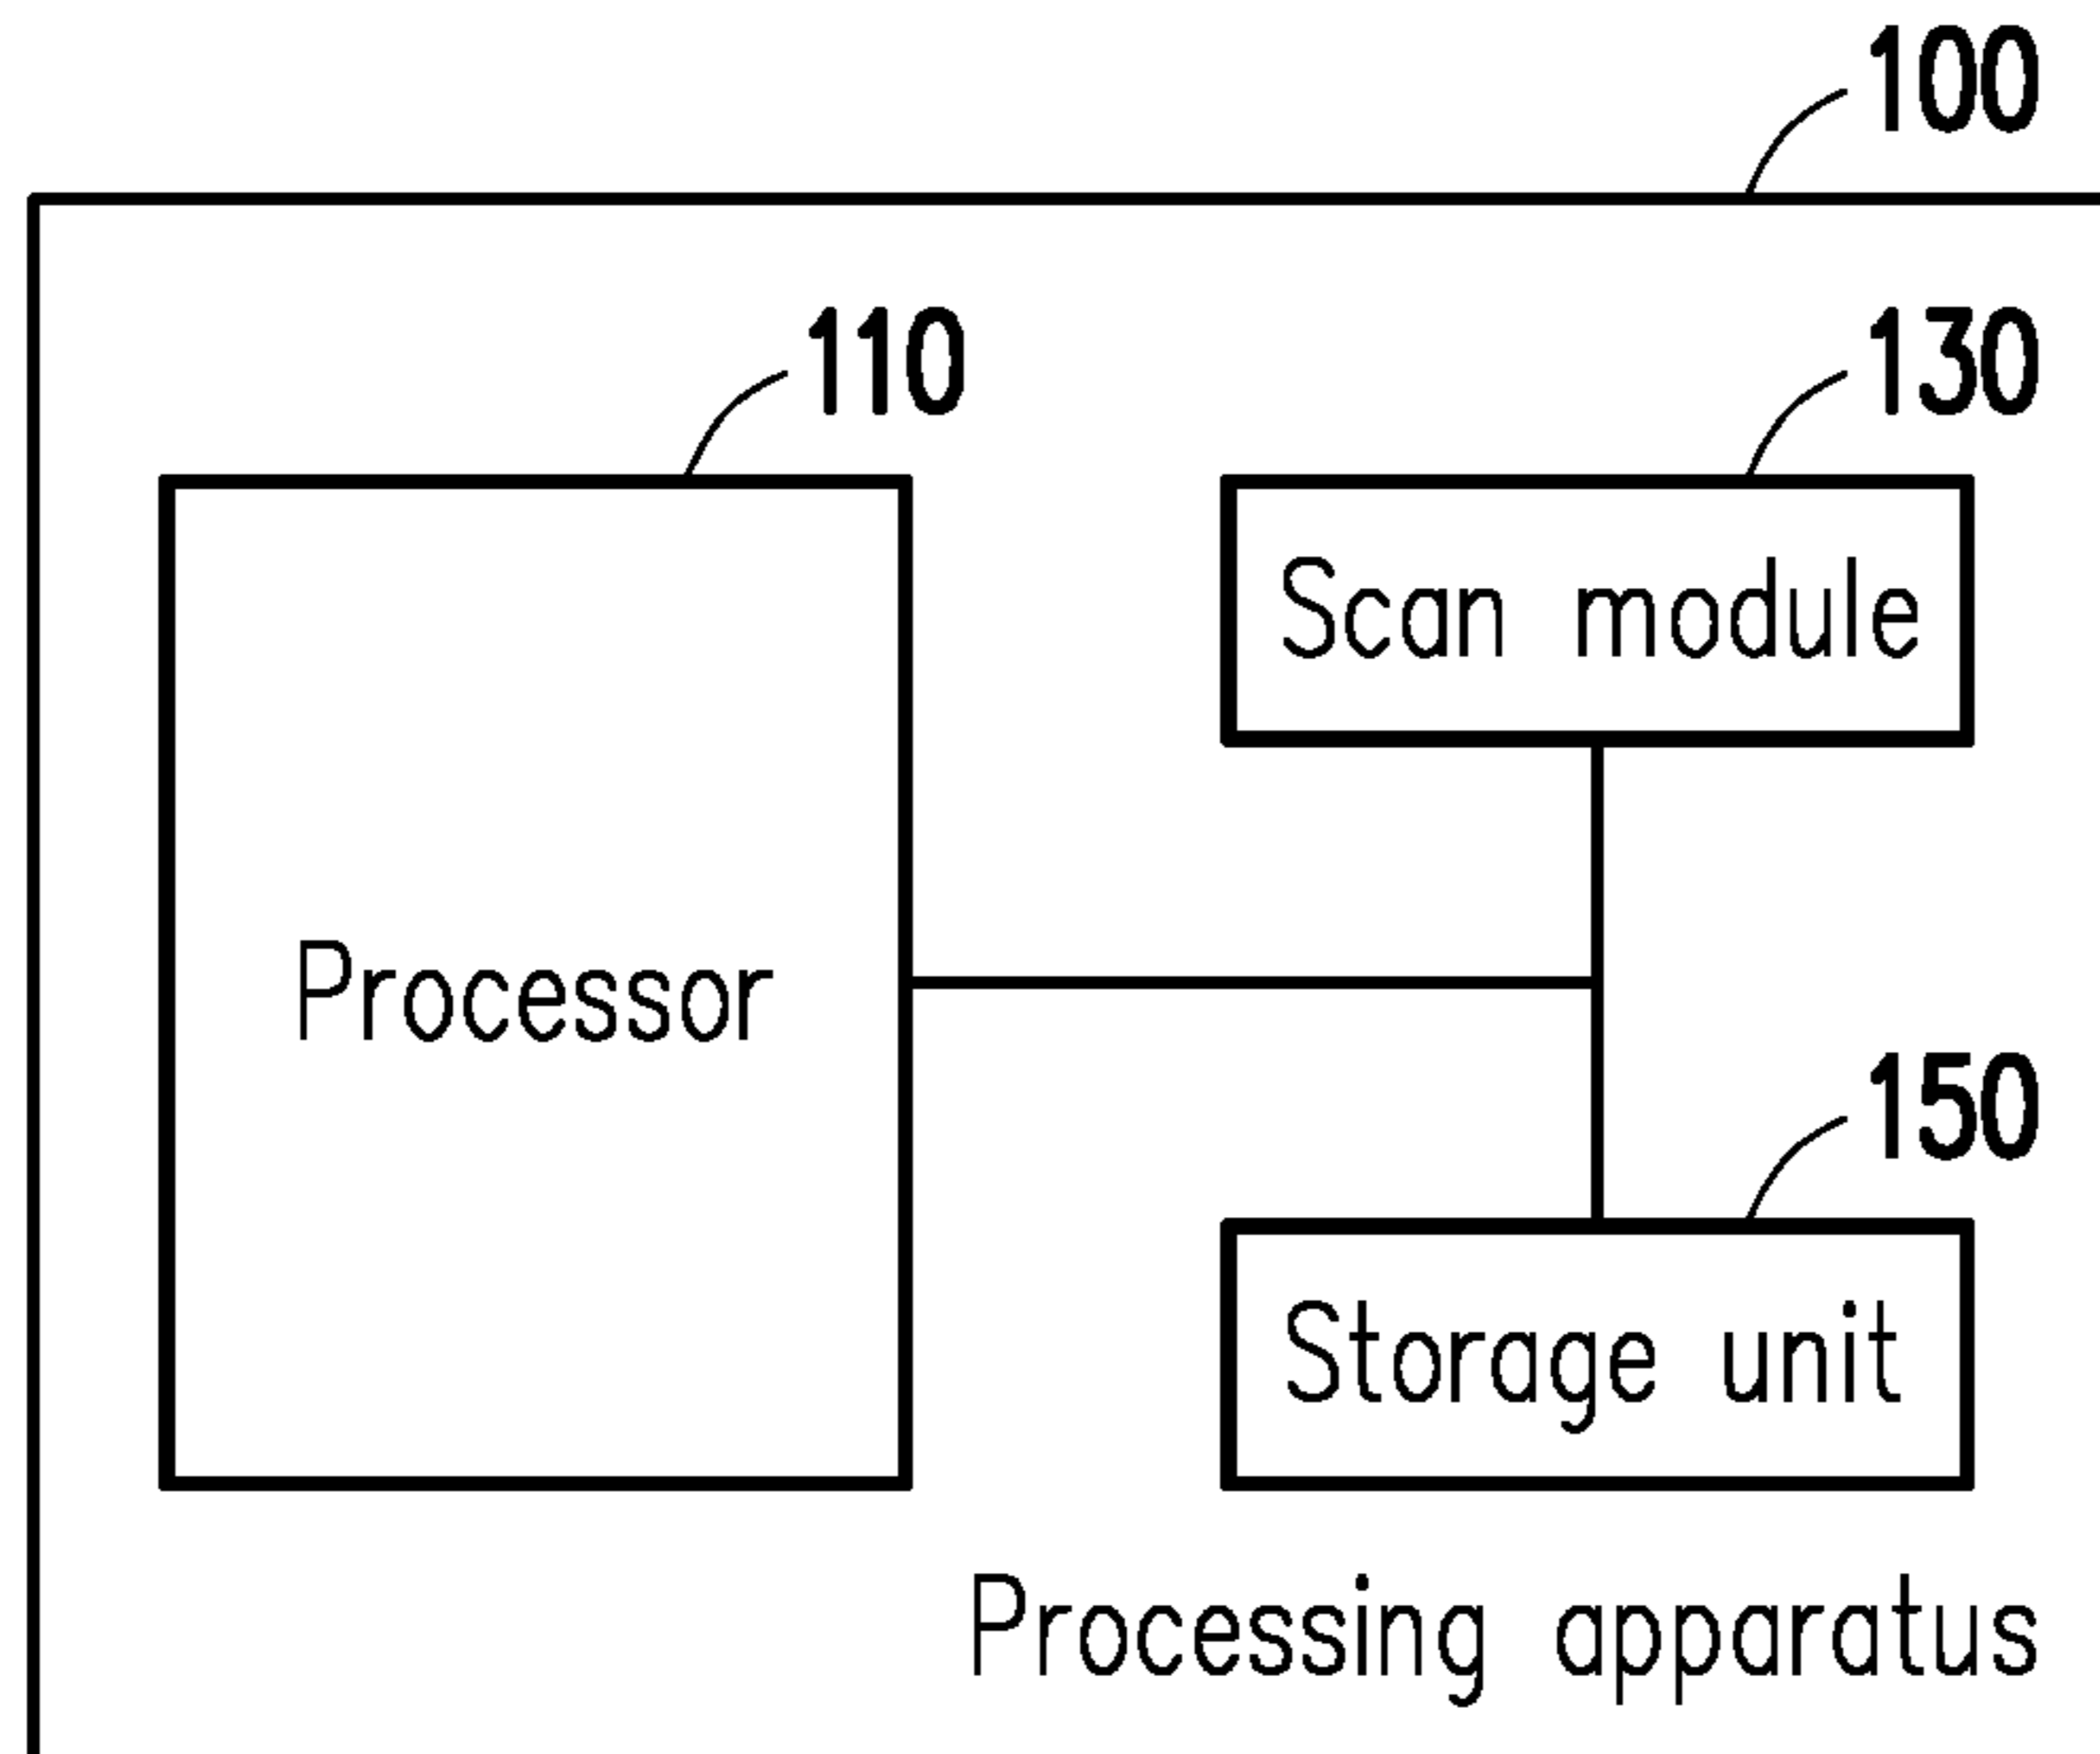 100
110
130
Scan module
Processor
150
Storage unit
Processing apparatus